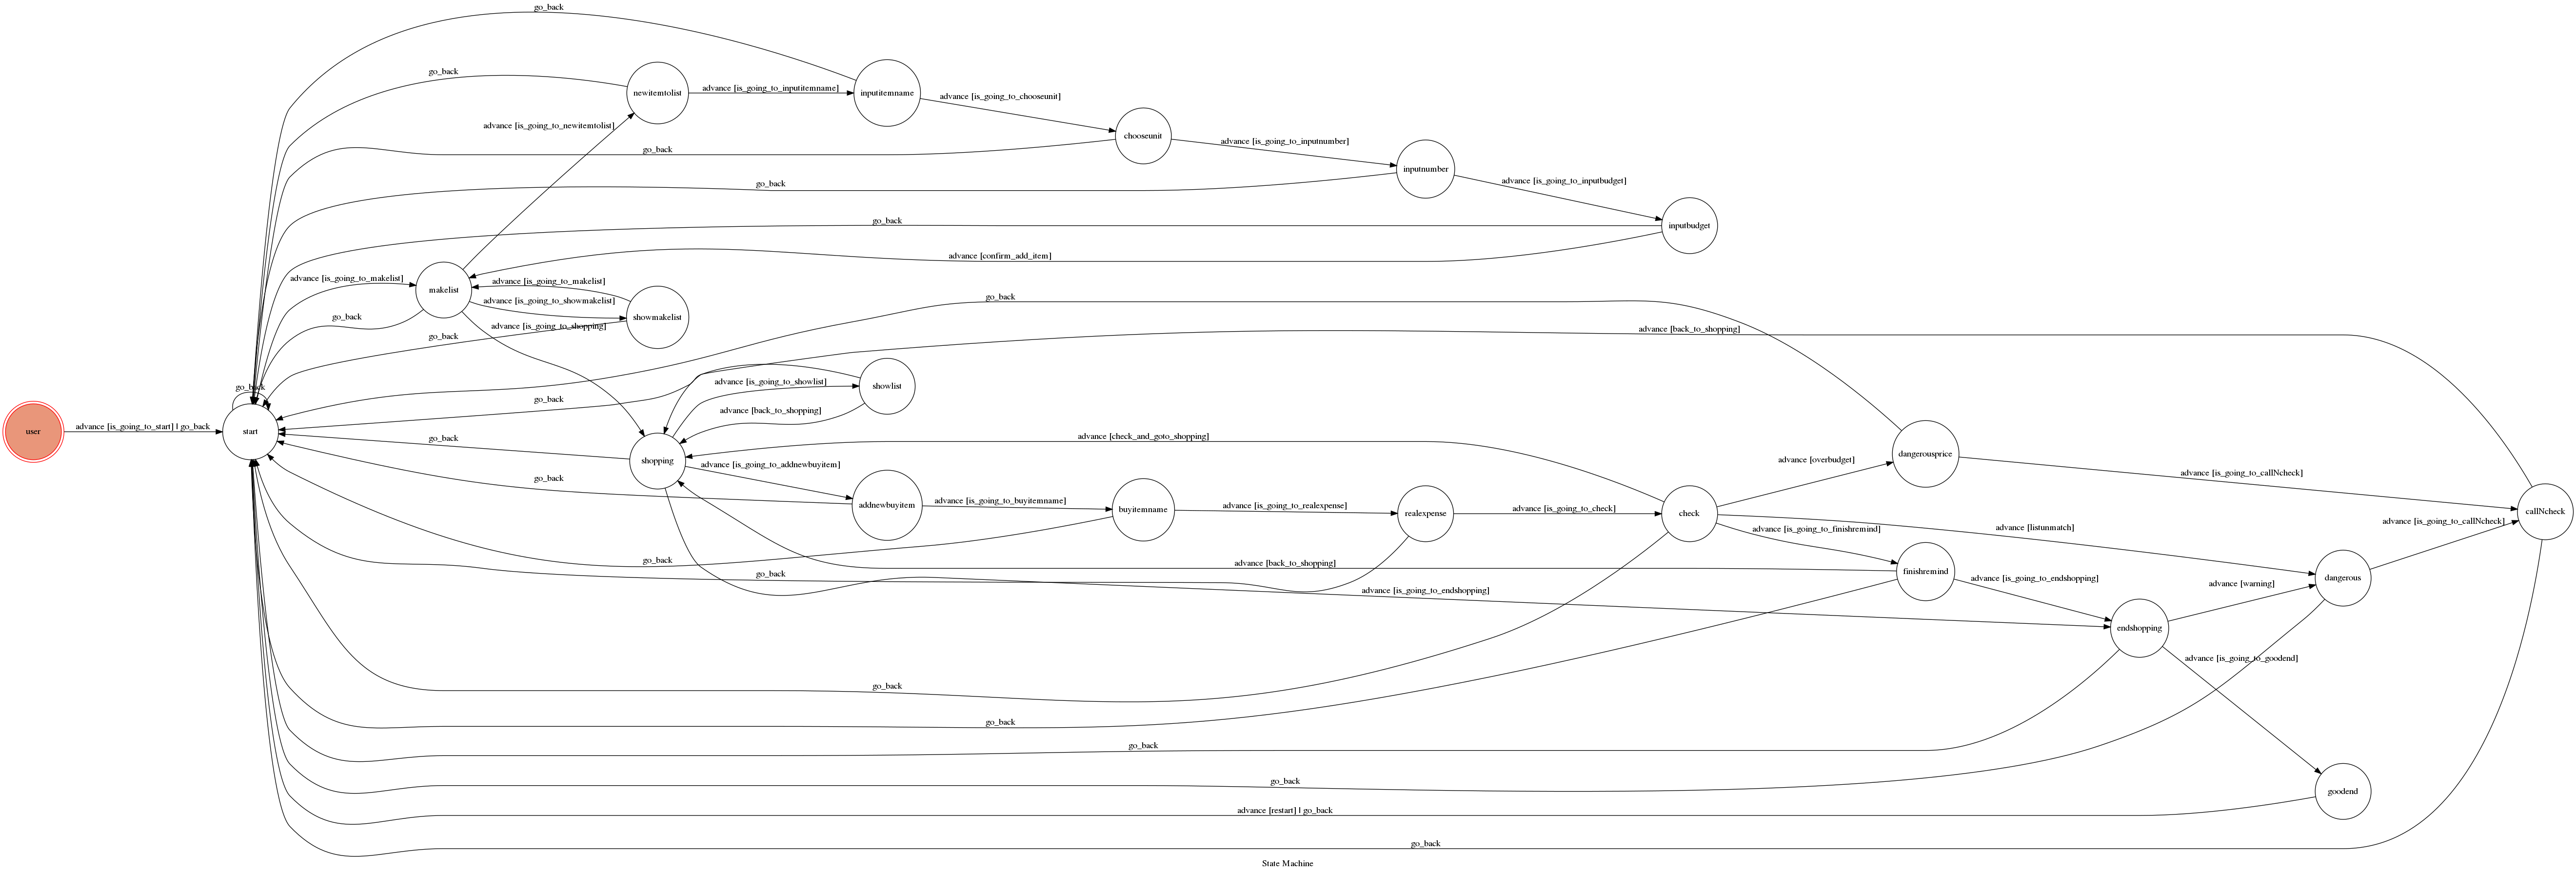 go_back
go_back
newitemtolist
advance [is_going_to_inputitemname]
inputitemname
advance [is_going_to_chooseunit]
advance [is_going_to_newitemtolist]
chooseunit
advance [is_going_to_inputnumber]
go_back
inputnumber
go_back
advance [is_going_to_inputbudget]
go_back
inputbudget
advance [confirm_add_item]
advance [is_going_to_makelist]
makelist
advance [is_going_to_makelist]
advance [is_going_to_showmakelist]
go_back
showmakelist
go_back
advance [is_going_to_shopping]
go_back
advance [back_to_shopping]
go_back
advance [is_going_to_showlist]
showlist
go_back
advance [back_to_shopping]
user
advance [is_going_to_start] | go_back
start
go_back
advance [check_and_goto_shopping]
shopping
advance [is_going_to_addnewbuyitem]
advance [overbudget]
dangerousprice
advance [is_going_to_callNcheck]
go_back
addnewbuyitem
advance [is_going_to_buyitemname]
buyitemname
advance [is_going_to_realexpense]
realexpense
advance [is_going_to_check]
check
callNcheck
advance [is_going_to_finishremind]
advance [listunmatch]
advance [is_going_to_callNcheck]
go_back
go_back
advance [back_to_shopping]
finishremind
advance [is_going_to_endshopping]
dangerous
advance [is_going_to_endshopping]
advance [warning]
endshopping
advance [is_going_to_goodend]
go_back
go_back
go_back
go_back
goodend
advance [restart] | go_back
go_back
State Machine